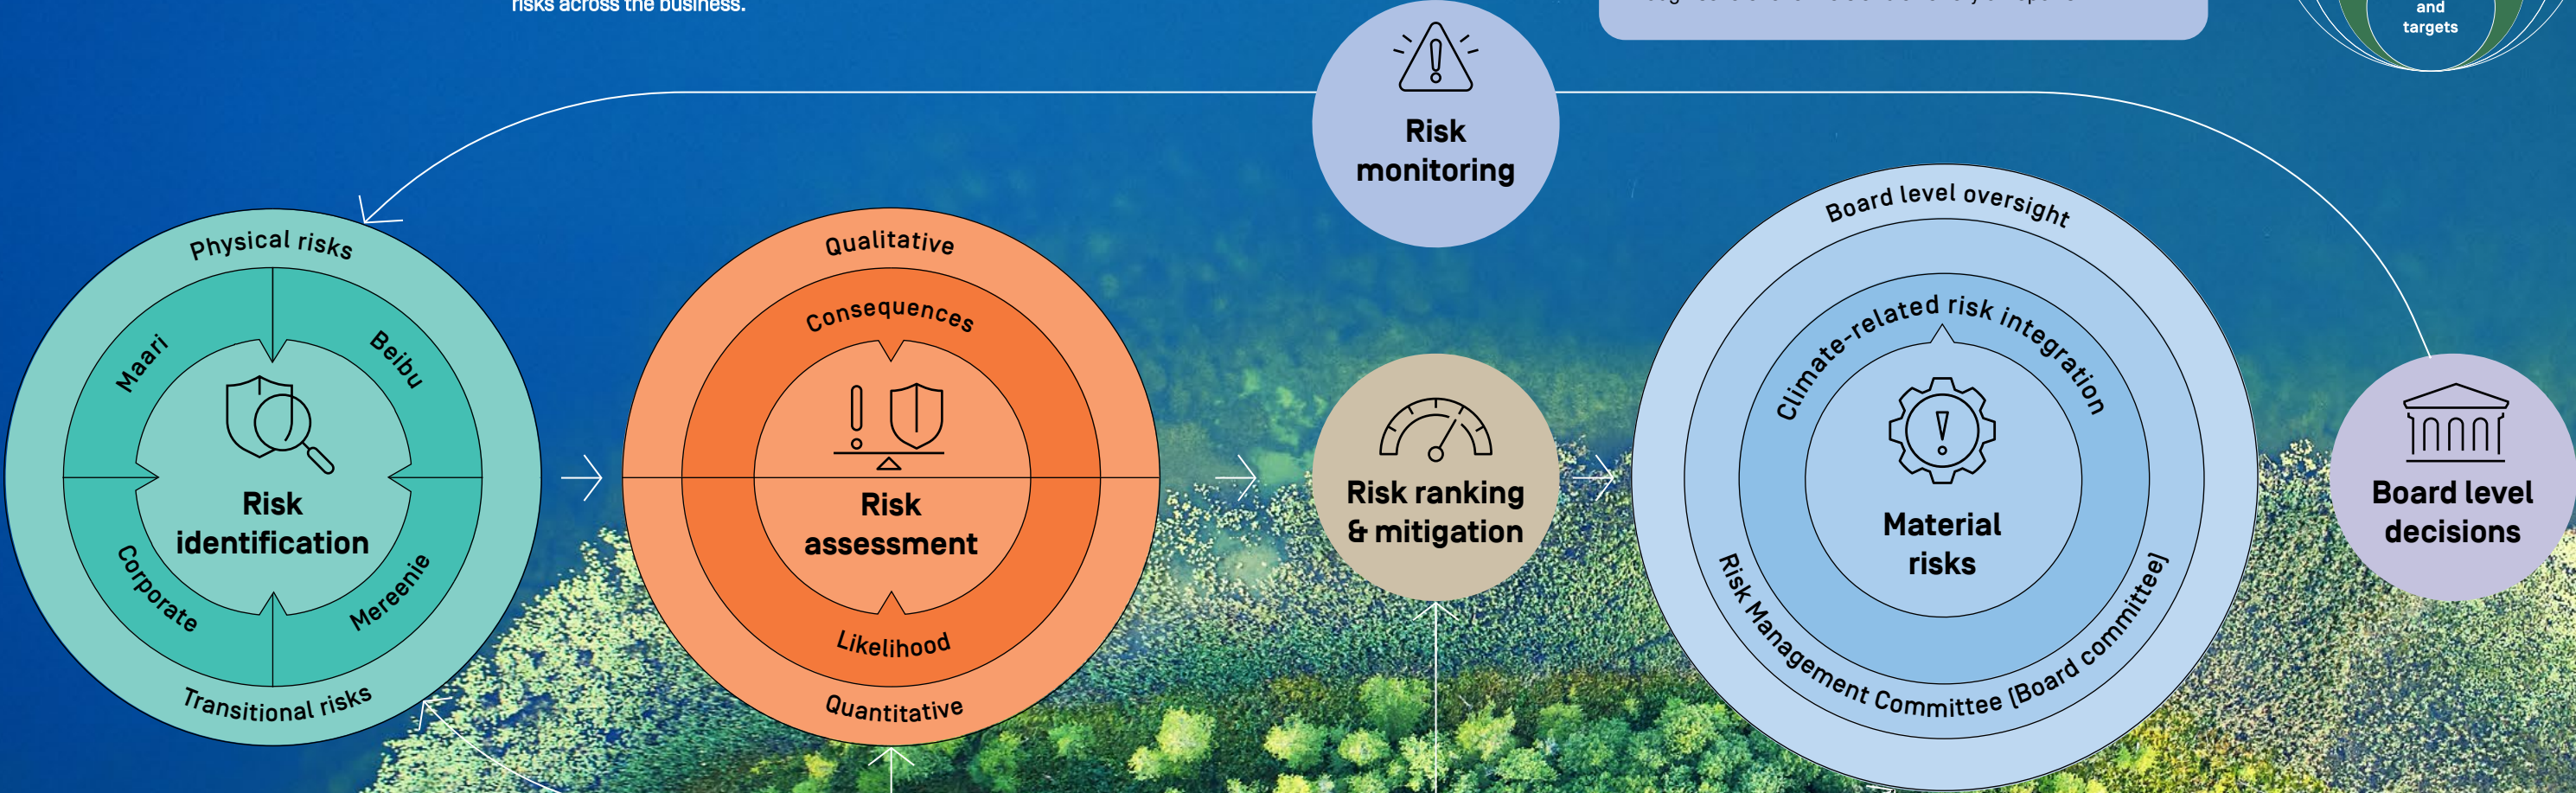 risks across the business.
and
targets
Risk
monitoring
Physical risks
Maari
Beibu
Risk
identification
Corporate
Mereenie
Transitional risks
Qualitative
Consequences
Risk
assessment
Likelihood
Quantitative
Risk ranking
& mitigation
Board level oversight
Climate-related risk integration
Material
risks
Risk Management Committee (Board committee)
Board level
decisions